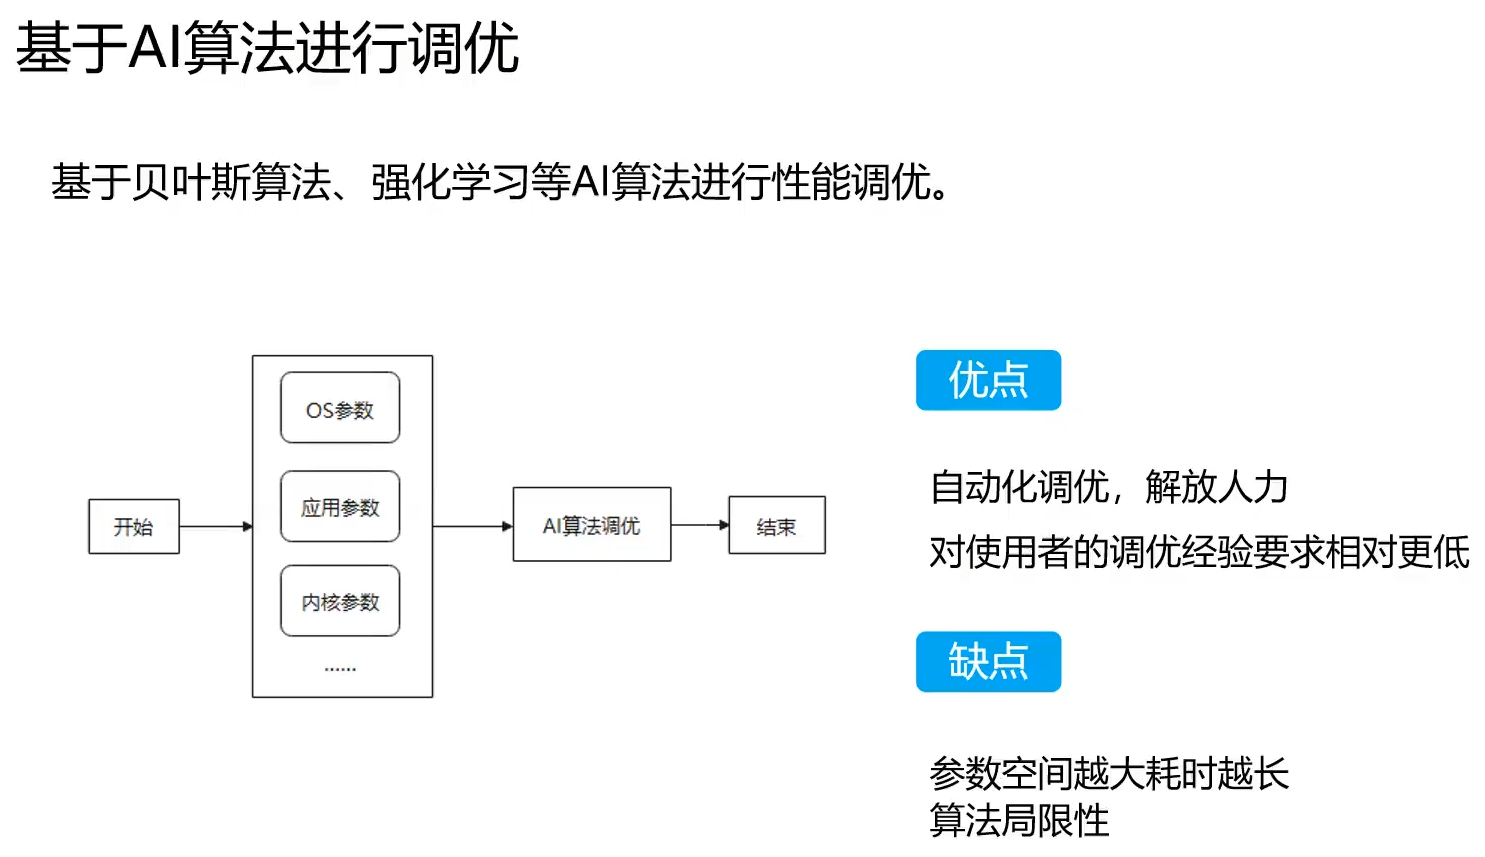 基于AI算法进行调优
基于贝叶斯算法、强化学习等AI算法进行性能调优。
开始
OS参数
应用参数
内核参数
......
AI算法调优
结束
优点
自动化调优，解放人力
对使用者的调优经验要求相对更低
缺点
参数空间越大耗时越长
算法局限性